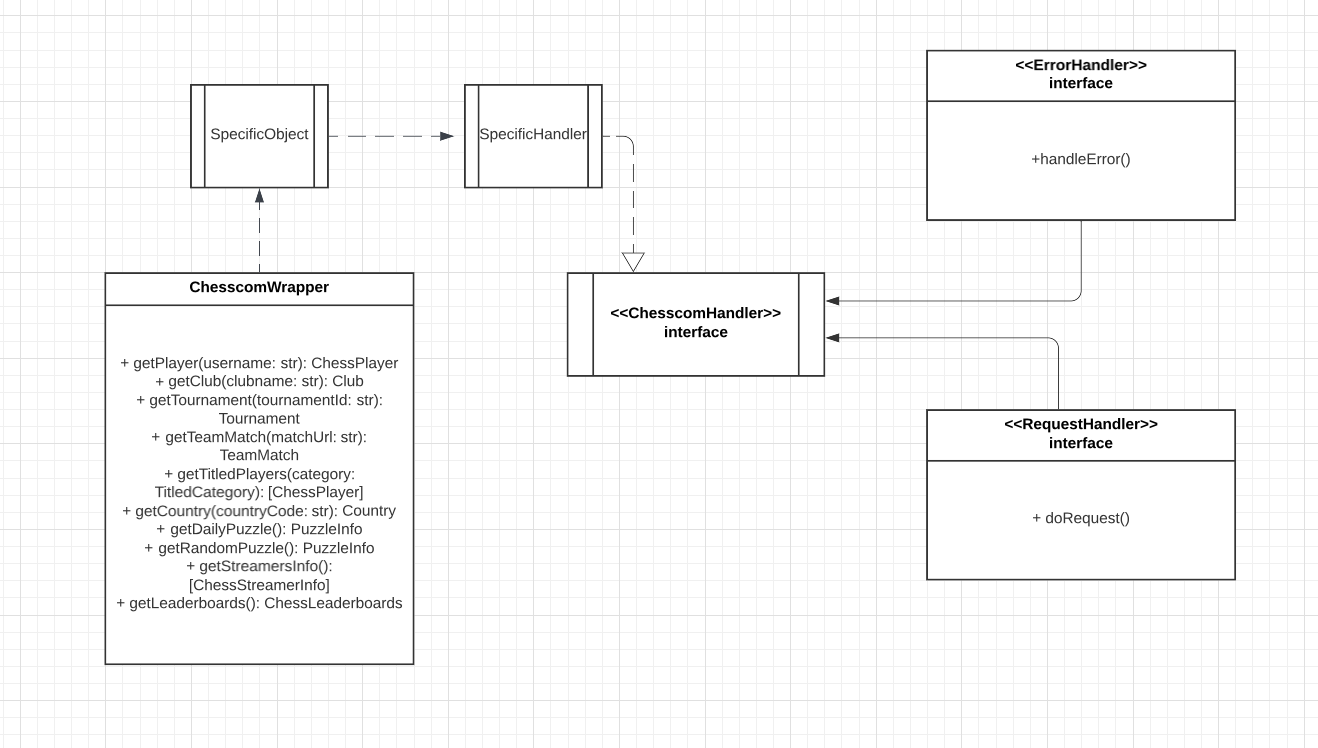 SpecificObject
SpecificHandler
<<ErrorHandler>>
interface
+handleError()
ChesscomWrapper
+ getPlayer(username: str): ChessPlayer
+ getClub(clubname: str): Club
+ getTournament(tournamentId: str):
Tournament
+ getTeamMatch(matchUrl: str):
TeamMatch
+ getTitledPlayers(category:
TitledCategory): [ChessPlayer]
+ getCountry(countryCode: str): Country
+ getDailyPuzzle(): PuzzleInfo
+ getRandomPuzzle(): PuzzleInfo
+ getStreamersInfo():
[ChessStreamerInfo]
+ getLeaderboards(): ChessLeaderboards
<<ChesscomHandler>>
interface
<<RequestHandler>>
interface
+ doRequest()